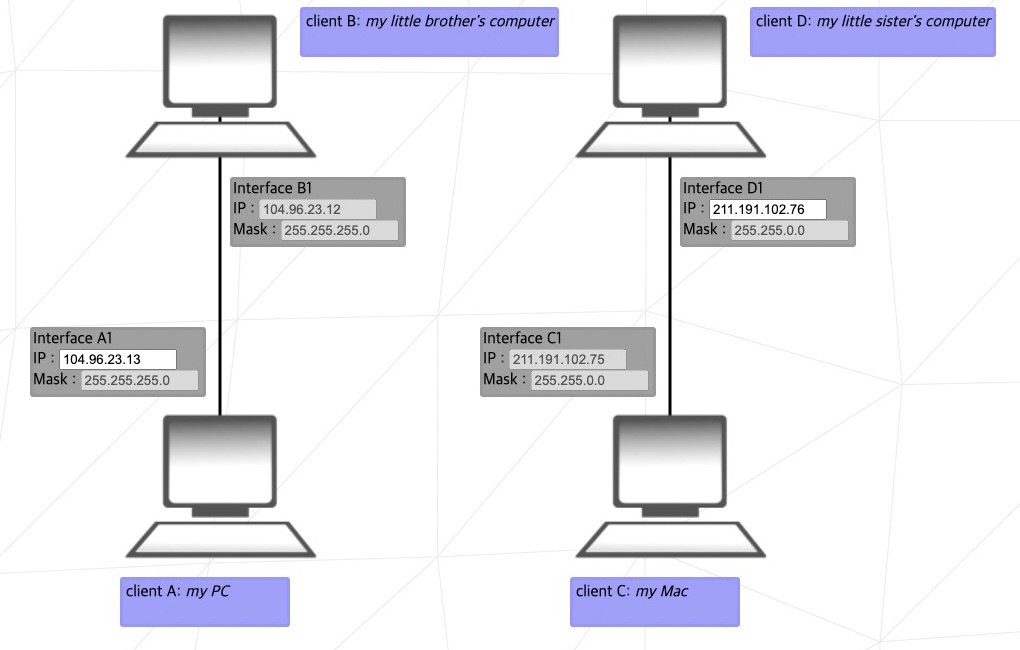 client B: my little brother's computer
client D: my little sister's computer
Interface B1
IP : 104.96.23.12
Mask : 255.255.255.0
Interface D1
IP : 211.191.102.76
Mask : 255.255.0.0
Interface A1
IP : 104.96.23.13
Mask : 255.255.255.0
Interface C1
IP : 211.191.102.75
Mask : 255.255.0.0
client A: my PC
client C: my Mac